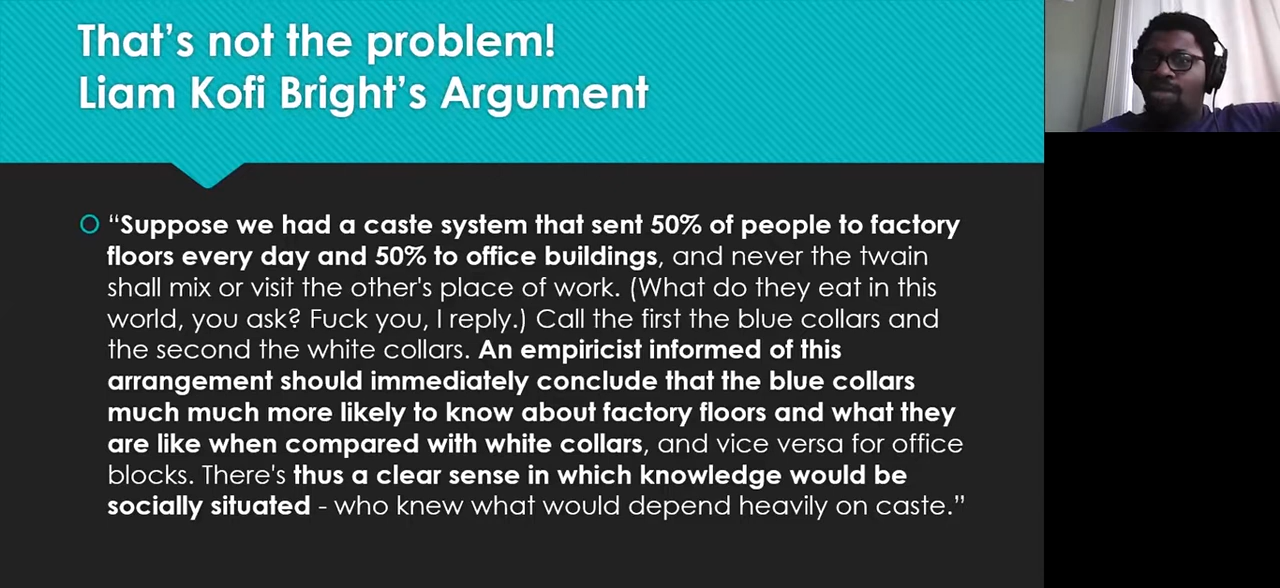 That's not the problem!
Liam Kofi Bright's Argument
“Suppose we had a caste system that sent 50% of people to factory
floors every day and 50% to office buildings, and never the twain
shall mix or visit the other's place of work. (What do they eat in this
world, you ask? Fuck you, I reply.) Call the first the blue collars and
the second the white collars. An empiricist informed of this
arrangement should immediately conclude that the blue collars
much much more likely to know about factory floors and what they
are like when compared with white collars, and vice versa for office
blocks. There's thus a clear sense in which knowledge would be
socially situated - who knew what would depend heavily on caste.”